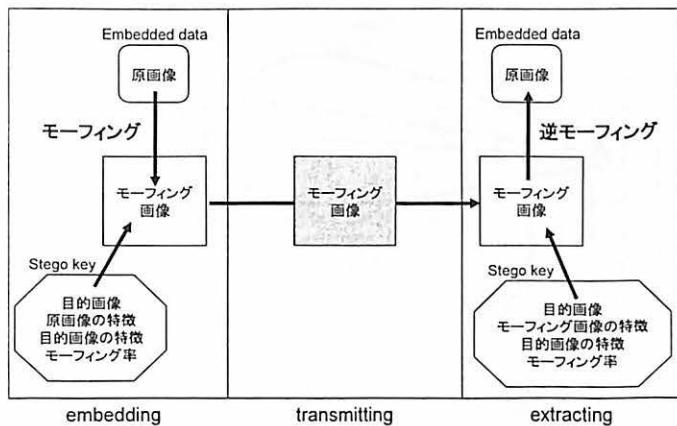 Embedded data
原画像
モーフィング
モーフィング
画像
Stego key
目的画像
原画像の特徴
目的画像の特徴
モーフィング率
embedding
モーフィング
画像
transmitting
Embedded data
原画像
逆モーフィング
モーフィング
画像
Stego key
目的画像
モーフィング画像の特徴
目的画像の特徴
モーフィング率
extracting